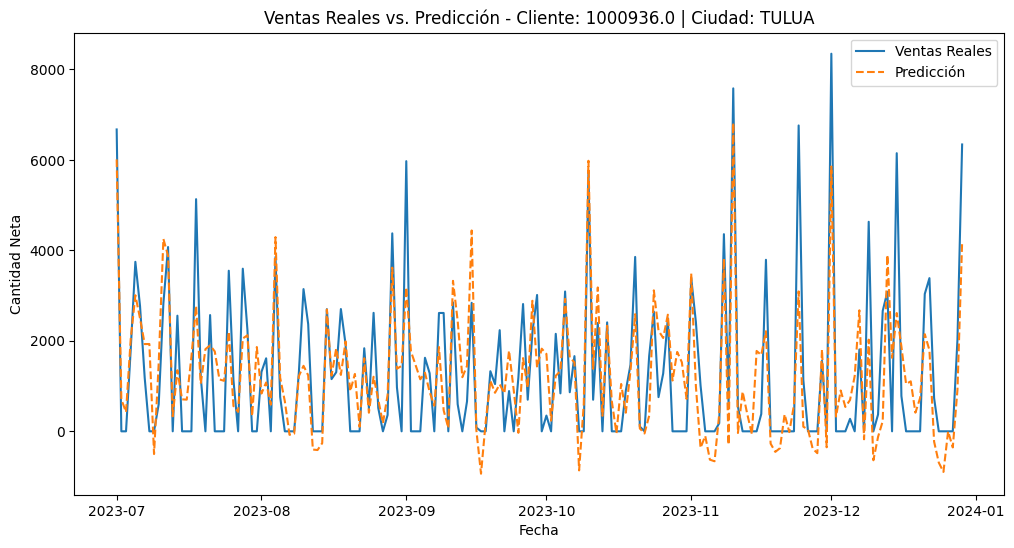 Ventas Reales vs. Predicción - Cliente: 1000936.0 | Ciudad: TULUA
Ventas Reales
Predicción
Cantidad Neta
8000
6000
4000
2000
0
2023-07
2023-08
2023-09
2023-10
2023-11
2023-12
2024-01
Fecha